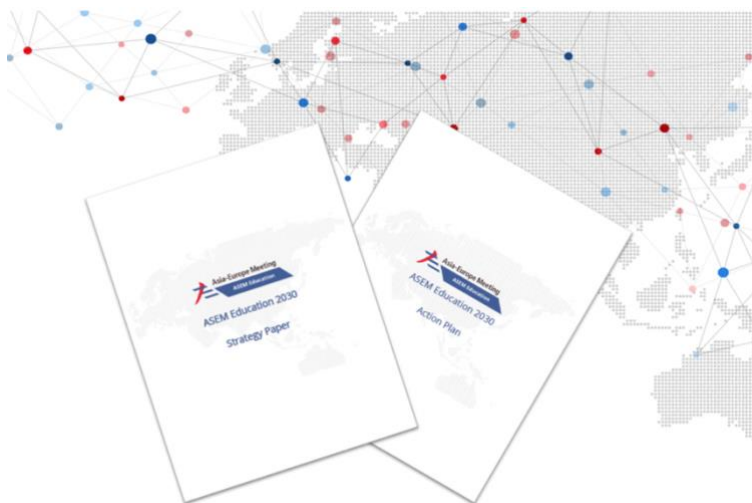 Asia-Europe Meeting
ASEM Education
ASEM Education 2030
Strategy Paper
Asia-Europe Meeting
ASEM Education
ASEM Education 2030
Action Plan